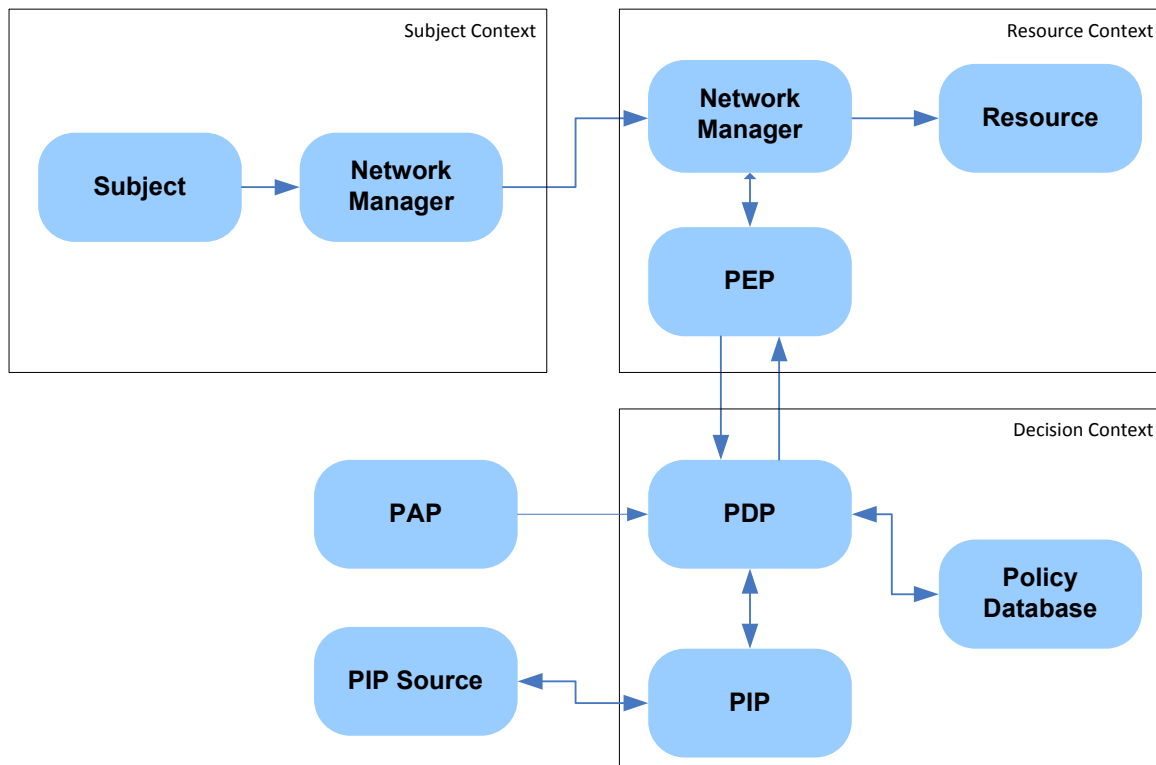 Subject Context
Resource Context
Network
Manager
Resource
Subject
Network
Manager
PEP
Decision Context
PAP
PDP
Policy
Database
PIP Source
PIP